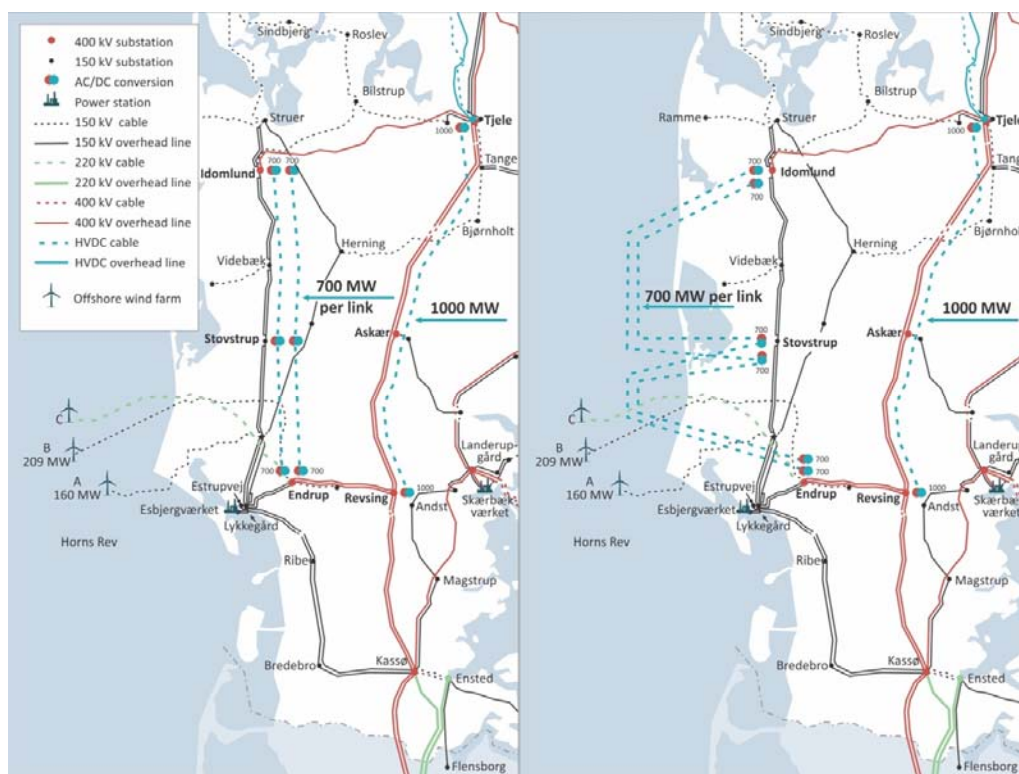 400 kV substation
150 kV substation
AC/DC conversion
Power station
150 kV cable
150 kV overhead line
220 kV cable
220 kV overhead line
400 kV cable
400 kV overhead line
HVDC cable
HVDC overhead line
Offshore wind farm
Sindbjerg
Roslev
Bilstrup
Struer
1000
Tjele
Tange
700
700
Idomlund
Bjørnholt
Herning
Videbæk
700 MW
per link
1000 MW
Stovstrup
700
700
Askær
C
B
209 MW
A
160 MW
Landerup-
gård
700
700
Estrupvej
Endrup
Revsing
1000
Andst
Skærbæk-
værket
Esbjergværket
Lykkegård
Horns Rev
Ribe
Magstrup
Kassø
Bredebro
Ensted
Flensborg
Sindbjerg
Roslev
Bilstrup
Ramme
Struer
1000
Tjele
Tange
700
Idomlund
700
Bjørnholt
Herning
Videbæk
700 MW per link
1000 MW
700
Stovstrup
700
Askær
C
B
209 MW
A
160 MW
Landerup-
gård
700
700
Estrupvej
Endrup
Revsing
1000
Andst
Skærbæk-
værket
Esbjergværket
Lykkegård
Horns Rev
Ribe
Magstrup
Kassø
Bredebro
Ensted
Flensborg